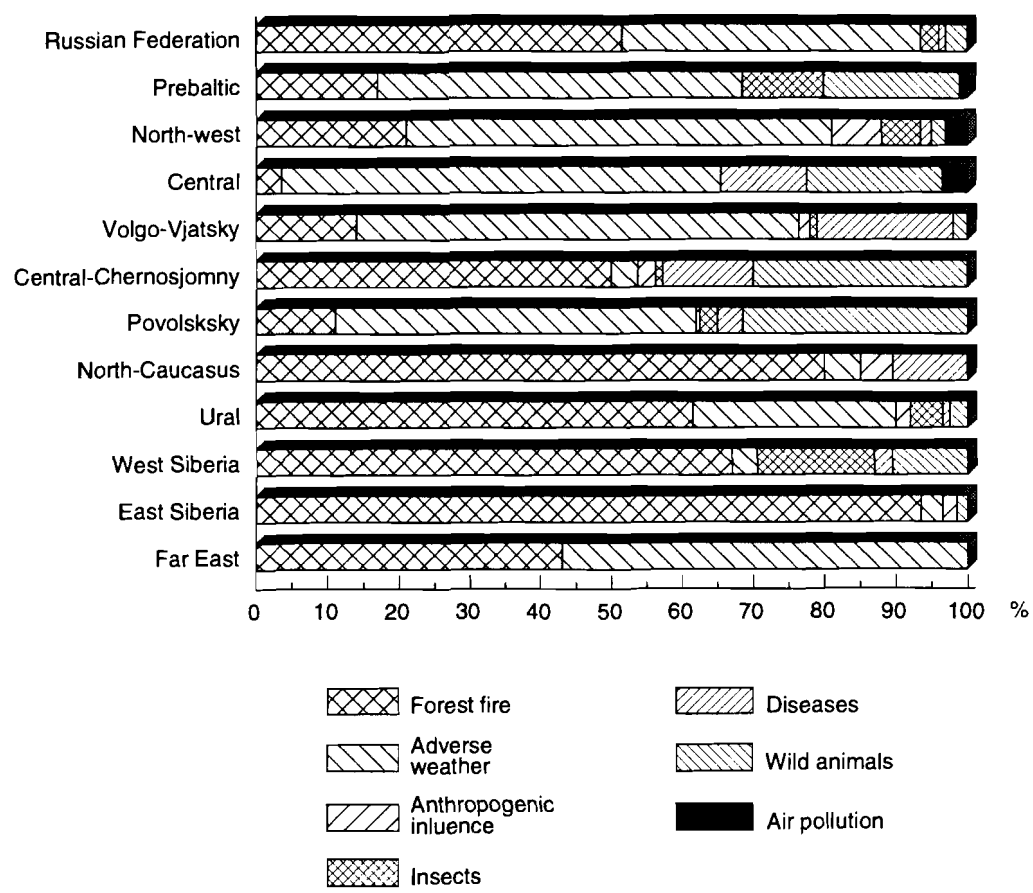 Russian Federation
Prebaltic
North-west
Central
Volgo-Vjatsky
Central-Chernosjomny
Povolsksky
North-Caucasus
Ural
West Siberia
East Siberia
Far East
0 10 20 30 40 50 60 70 80 90 100 %
Forest fire
Adverse
weather
Anthropogenic
inluence
Insects
Diseases
Wild animals
Air pollution